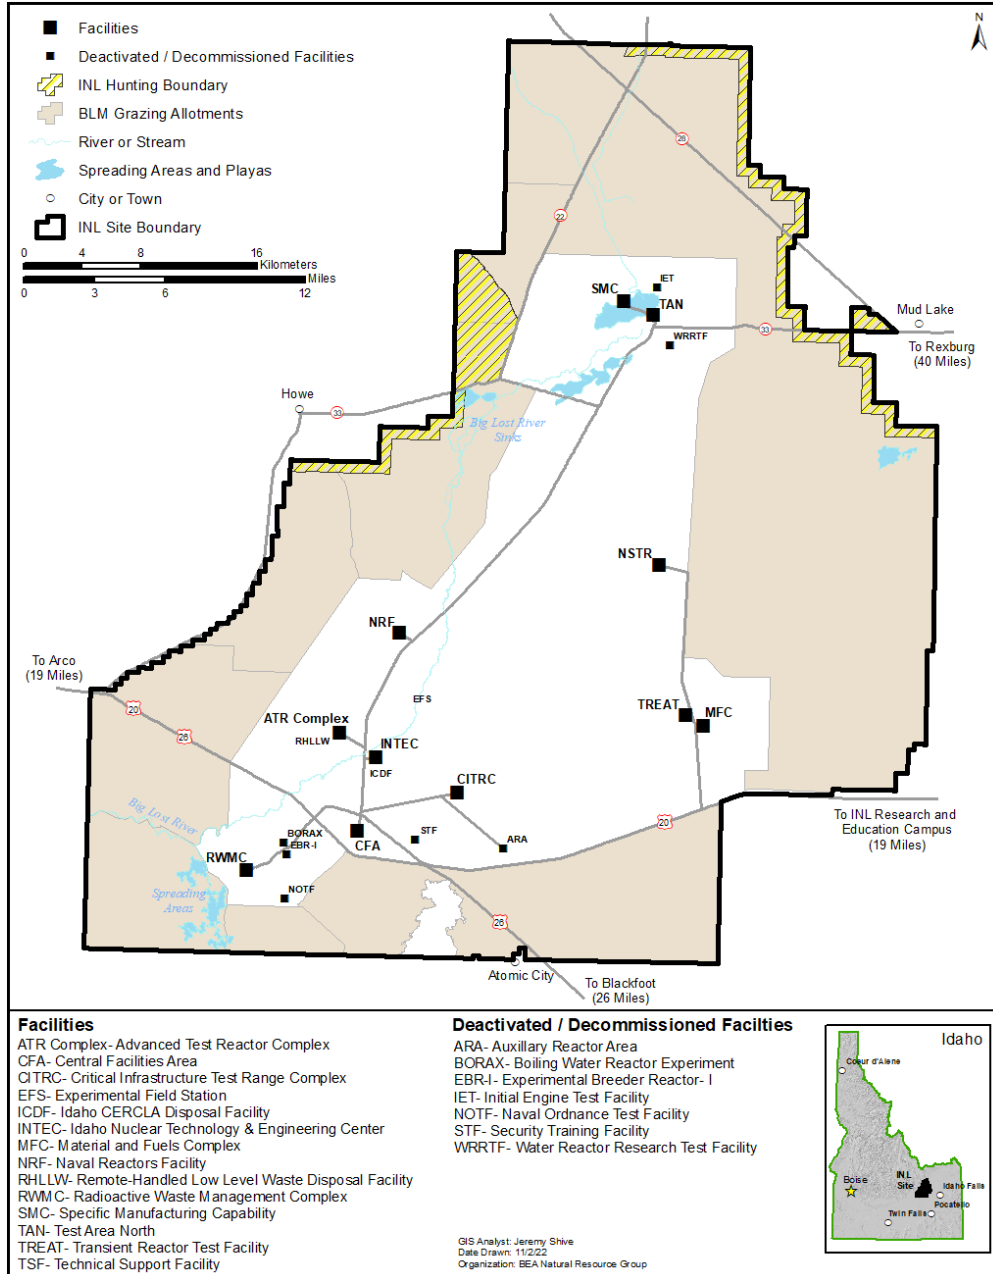 Facilities
Deactivated / Decommissioned Facilities
INL Hunting Boundary
BLM Grazing Allotments
River or Stream
Spreading Areas and Playas
City or Town
INL Site Boundary
0 4 8 16
Kilometers
Miles
0 3 6 12
N
28
22
IET
SMC
TAN
WRRTF
33
Mud Lake
To Rexburg
(40 Miles)
Howe
33
Big Lost River
Sinks
NSTR
NRF
To Arco
(19 Miles)
EFS
TREAT
MFC
20
26
ATR Complex
RHLLW
INTEC
ICDF
CITRC
Big Lost River
BORAX
EBR-I
CFA
STF
ARA
20
To INL Research and
Education Campus
(19 Miles)
RWMC
NOTF
Spreading
Areas
26
Atomic City
To Blackfoot
(26 Miles)
Facilities
ATR Complex- Advanced Test Reactor Complex
CFA- Central Facilities Area
CITRC- Critical Infrastructure Test Range Complex
EFS- Experimental Field Station
ICDF- Idaho CERCLA Disposal Facility
INTEC- Idaho Nuclear Technology & Engineering Center
MFC- Material and Fuels Complex
NRF- Naval Reactors Facility
RHLLW- Remote-Handled Low Level Waste Disposal Facility
RWMC- Radioactive Waste Management Complex
SMC- Specific Manufacturing Capability
TAN- Test Area North
TREAT- Transient Reactor Test Facility
TSF- Technical Support Facility
Deactivated / Decommissioned Facilties
ARA- Auxillary Reactor Area
BORAX- Boiling Water Reactor Experiment
EBR-I- Experimental Breeder Reactor- I
IET- Initial Engine Test Facility
NOTF- Naval Ordnance Test Facility
STF- Security Training Facility
WRRTF- Water Reactor Research Test Facility
GIS Analyst: Jeremy Shive
Date Drawn: 11/2/22
Organization: BEA Natural Resource Group
Idaho
Coeur d'Alene
Boise
INL
Site
Idaho Falls
Pocatello
Twin Falls